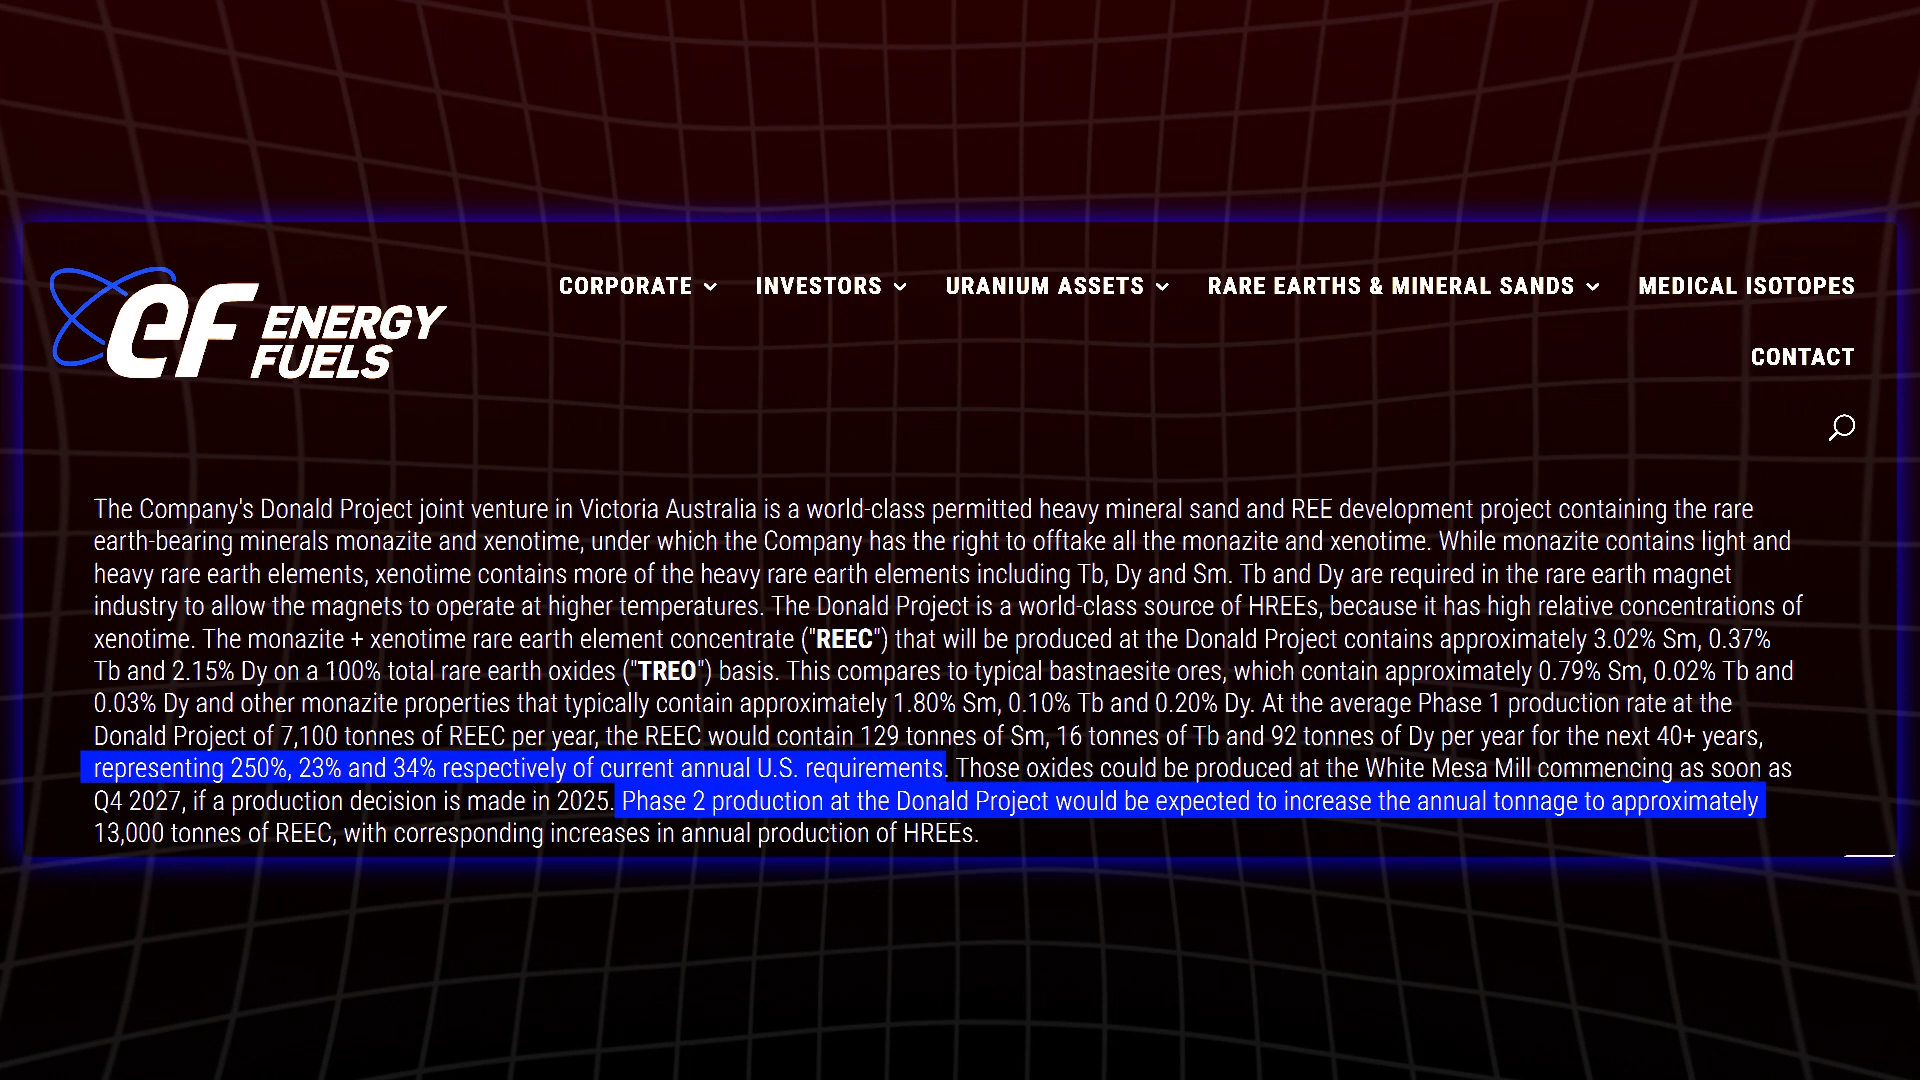 ef ENERGY
FUELS
CORPORATE INVESTORS URANIUM ASSETS RARE EARTHS & MINERAL SANDS MEDICAL ISOTOPES
CONTACT
The Company's Donald Project joint venture in Victoria Australia is a world-class permitted heavy mineral sand and REE development project containing the rare
earth-bearing minerals monazite and xenotime, under which the Company has the right to offtake all the monazite and xenotime. While monazite contains light and
heavy rare earth elements, xenotime contains more of the heavy rare earth elements including Tb, Dy and Sm. Tb and Dy are required in the rare earth magnet
industry to allow the magnets to operate at higher temperatures. The Donald Project is a world-class source of HREEs, because it has high relative concentrations of
xenotime. The monazite + xenotime rare earth element concentrate ("REEC") that will be produced at the Donald Project contains approximately 3.02% Sm, 0.37%
Tb and 2.15% Dy on a 100% total rare earth oxides ("TREO") basis. This compares to typical bastnaesite ores, which contain approximately 0.79% Sm, 0.02% Tb and
0.03% Dy and other monazite properties that typically contain approximately 1.80% Sm, 0.10% Tb and 0.20% Dy. At the average Phase 1 production rate at the
Donald Project of 7,100 tonnes of REEC per year, the REEC would contain 129 tonnes of Sm, 16 tonnes of Tb and 92 tonnes of Dy per year for the next 40+ years,
representing 250%, 23% and 34% respectively of current annual U.S. requirements. Those oxides could be produced at the White Mesa Mill commencing as soon as
Q4 2027, if a production decision is made in 2025. Phase 2 production at the Donald Project would be expected to increase the annual tonnage to approximately
13,000 tonnes of REEC, with corresponding increases in annual production of HREEs.